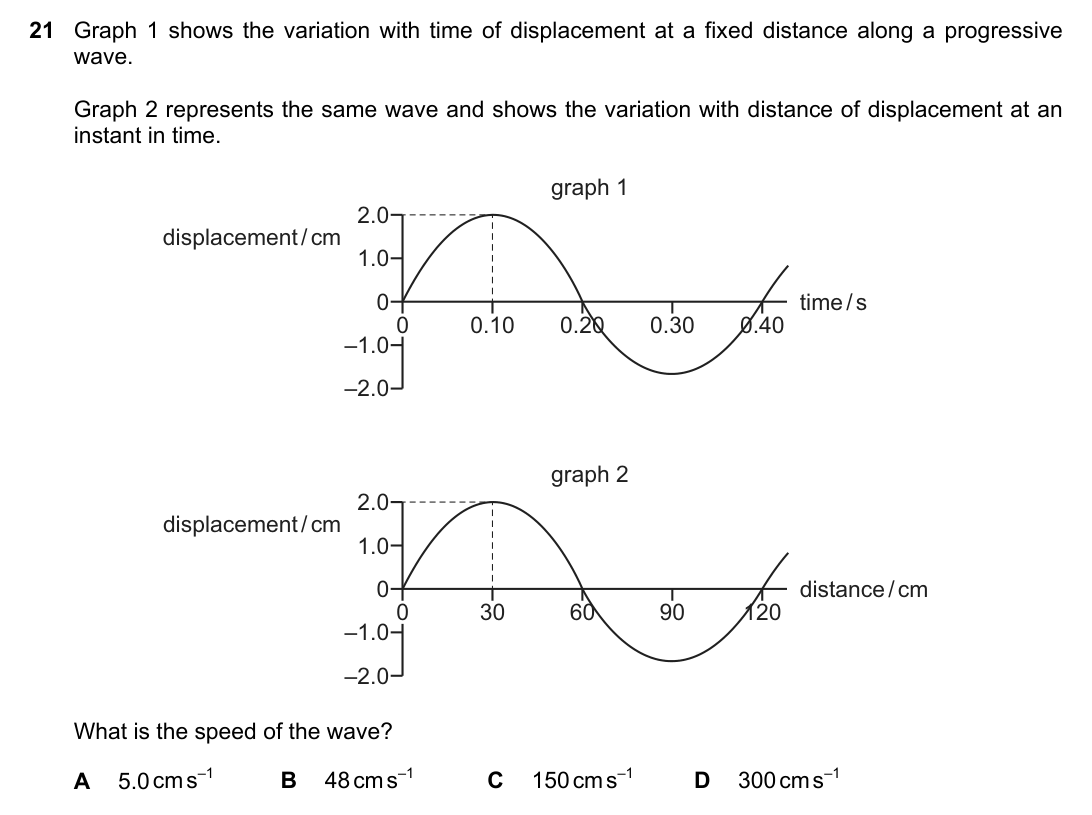 21 Graph 1 shows the variation with time of displacement at a fixed distance along a progressive
wave.
Graph 2 represents the same wave and shows the variation with distance of displacement at an
instant in time.
graph 1
displacement/cm
2.0
1.0
0
–1.0
–2.0
0 0.10 0.20 0.30 0.40
time/s
graph 2
displacement/cm
2.0
1.0
0
–1.0
–2.0
0 30 60 90 120
distance/cm
What is the speed of the wave?
A 5.0 cm s⁻¹ B 48 cm s⁻¹ C 150 cm s⁻¹ D 300 cm s⁻¹